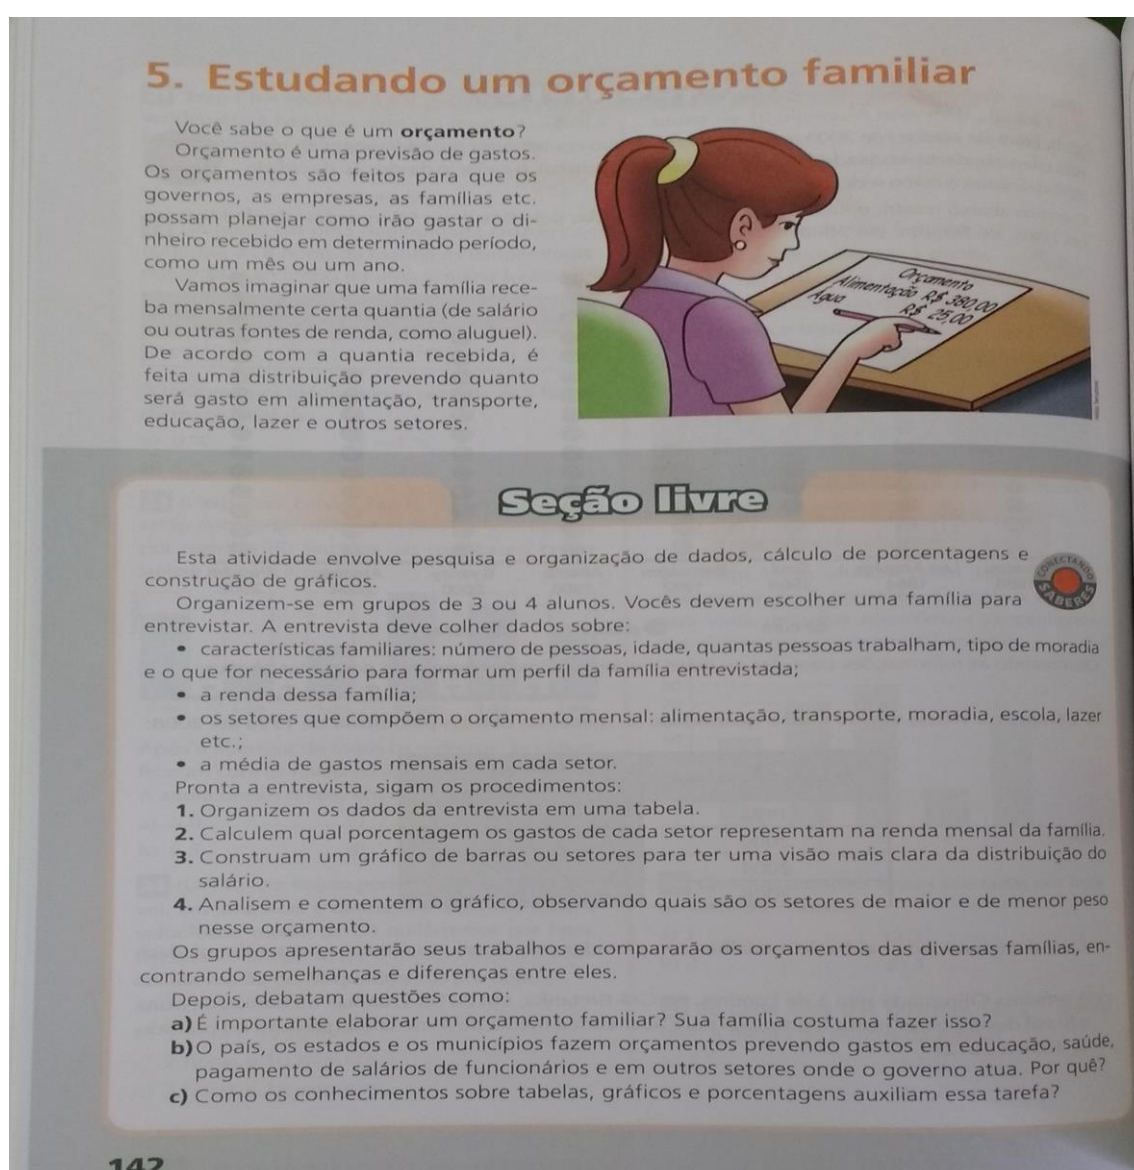 5. Estudando um orçamento familiar
Você sabe o que é um orçamento?
Orçamento é uma previsão de gastos.
Os orçamentos são feitos para que os
governos, as empresas, as famílias etc.
possam planejar como irão gastar o di-
nheiro recebido em determinado período,
como um mês ou um ano.
Vamos imaginar que uma família rece-
ba mensalmente certa quantia (de salário
ou outras fontes de renda, como aluguel).
De acordo com a quantia recebida, é
feita uma distribuição prevendo quanto
será gasto em alimentação, transporte,
educação, lazer e outros setores.
Orçamento
Alimentação R$ 380,00
Água R$ 25,00
Seção livre
Esta atividade envolve pesquisa e organização de dados, cálculo de porcentagens e
construção de gráficos.
CONECTANDO
SABERES
Organizem-se em grupos de 3 ou 4 alunos. Vocês devem escolher uma família para
entrevistar. A entrevista deve colher dados sobre:
• características familiares: número de pessoas, idade, quantas pessoas trabalham, tipo de moradia
e o que for necessário para formar um perfil da família entrevistada;
• a renda dessa família;
• os setores que compõem o orçamento mensal: alimentação, transporte, moradia, escola, lazer
etc.;
• a média de gastos mensais em cada setor.
Pronta a entrevista, sigam os procedimentos:
1. Organizem os dados da entrevista em uma tabela.
2. Calculem qual porcentagem os gastos de cada setor representam na renda mensal da família.
3. Construam um gráfico de barras ou setores para ter uma visão mais clara da distribuição do
salário.
4. Analisem e comentem o gráfico, observando quais são os setores de maior e de menor peso
nesse orçamento.
Os grupos apresentarão seus trabalhos e compararão os orçamentos das diversas famílias, en-
contrando semelhanças e diferenças entre eles.
Depois, debatam questões como:
a) É importante elaborar um orçamento familiar? Sua família costuma fazer isso?
b) O país, os estados e os municípios fazem orçamentos prevendo gastos em educação, saúde,
pagamento de salários de funcionários e em outros setores onde o governo atua. Por quê?
c) Como os conhecimentos sobre tabelas, gráficos e porcentagens auxiliam essa tarefa?
142